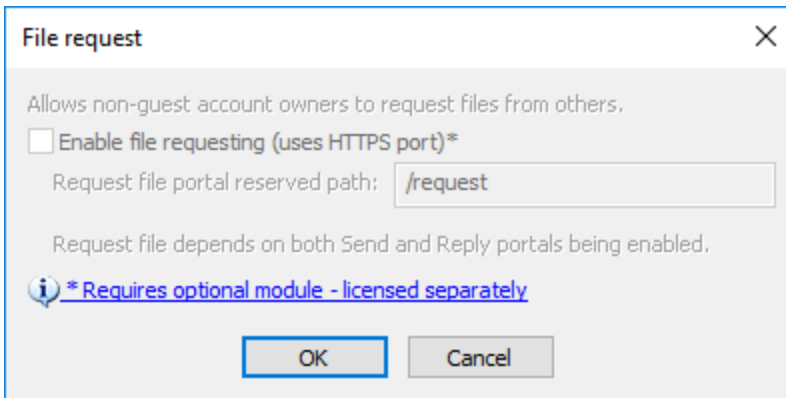 File request
Allows non-guest account owners to request files from others.
Enable file requesting (uses HTTPS port)*
Request file portal reserved path: /request
Request file depends on both Send and Reply portals being enabled.
* Requires optional module - licensed separately
OK Cancel